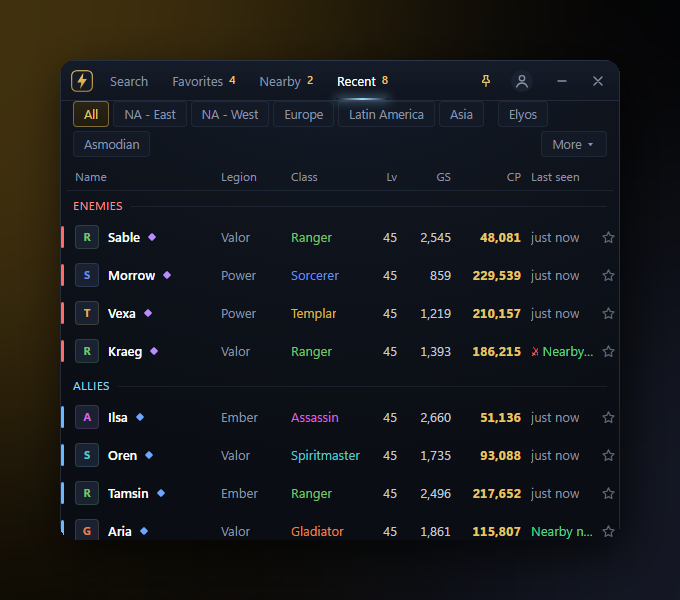 Search Favorites 4 Nearby 2 Recent 8
All NA - East NA - West Europe Latin America Asia Elyos
Asmodian More
Name Legion Class Lv GS CP Last seen
ENEMIES
R Sable Valor Ranger 45 2,545 48,081 just now
S Morrow Power Sorcerer 45 859 229,539 just now
T Vexa Power Templar 45 1,219 210,157 just now
R Kraeg Valor Ranger 45 1,393 186,215 Nearby...
ALLIES
A Ilsa Ember Assassin 45 2,660 51,136 just now
S Oren Valor Spiritmaster 45 1,735 93,088 just now
R Tamsin Ember Ranger 45 2,496 217,652 just now
G Aria Valor Gladiator 45 1,861 115,807 Nearby n...